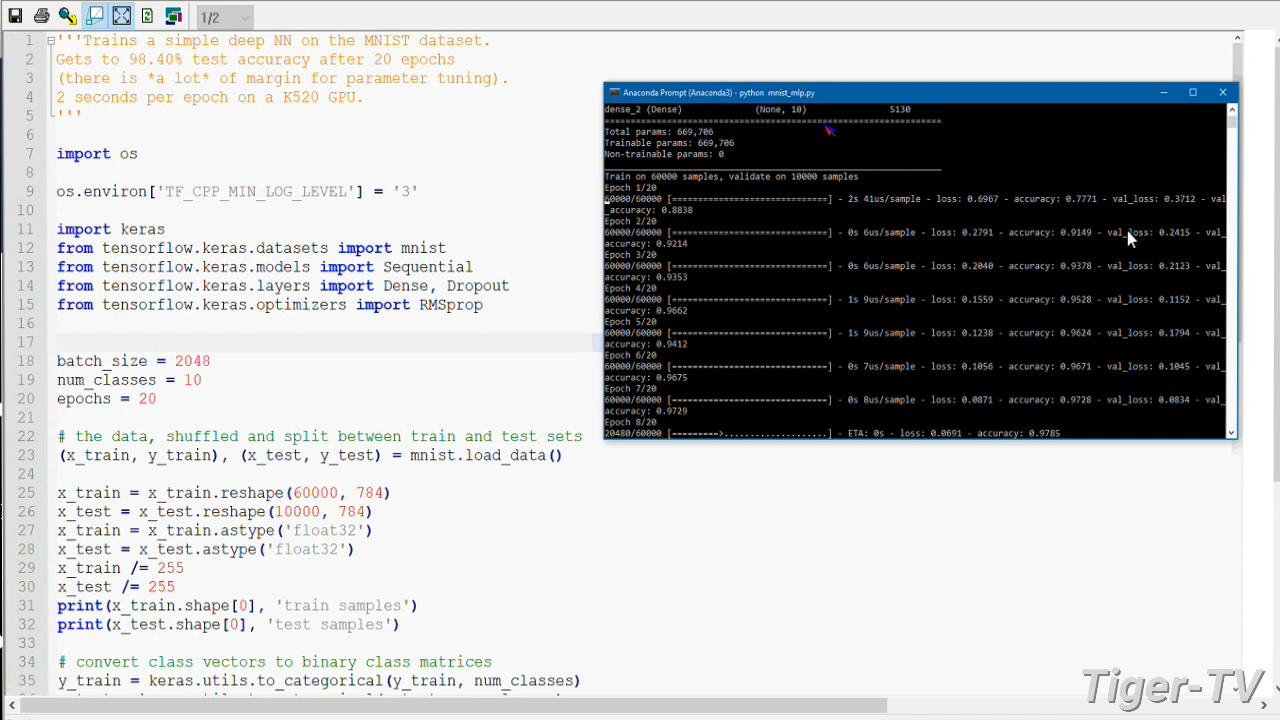 1/2
1 '''Trains a simple deep NN on the MNIST dataset.
2 Gets to 98.40% test accuracy after 20 epochs
3 (there is *a lot* of margin for parameter tuning).
4 2 seconds per epoch on a K520 GPU.
5 '''
6
7 import os
8
9 os.environ['TF_CPP_MIN_LOG_LEVEL'] = '3'
10
11 import keras
12 from tensorflow.keras.datasets import mnist
13 from tensorflow.keras.models import Sequential
14 from tensorflow.keras.layers import Dense, Dropout
15 from tensorflow.keras.optimizers import RMSprop
16
17
18 batch_size = 2048
19 num_classes = 10
20 epochs = 20
21
22 # the data, shuffled and split between train and test sets
23 (x_train, y_train), (x_test, y_test) = mnist.load_data()
24
25 x_train = x_train.reshape(60000, 784)
26 x_test = x_test.reshape(10000, 784)
27 x_train = x_train.astype('float32')
28 x_test = x_test.astype('float32')
29 x_train /= 255
30 x_test /= 255
31 print(x_train.shape[0], 'train samples')
32 print(x_test.shape[0], 'test samples')
33
34 # convert class vectors to binary class matrices
35 y_train = keras.utils.to_categorical(y_train, num_classes)
Anaconda Prompt (Anaconda3) - python mnist_mlp.py
dense_2 (Dense) (None, 10) 5130
=================================================================
Total params: 669,706
Trainable params: 669,706
Non-trainable params: 0
_________________________________________________________________
Train on 60000 samples, validate on 10000 samples
Epoch 1/20
60000/60000 [==============================] - 2s 41us/sample - loss: 0.6967 - accuracy: 0.7771 - val_loss: 0.3712 - val
_accuracy: 0.8838
Epoch 2/20
60000/60000 [==============================] - 0s 6us/sample - loss: 0.2791 - accuracy: 0.9149 - val_loss: 0.2415 - val_
accuracy: 0.9214
Epoch 3/20
60000/60000 [==============================] - 0s 6us/sample - loss: 0.2040 - accuracy: 0.9378 - val_loss: 0.2123 - val_
accuracy: 0.9353
Epoch 4/20
60000/60000 [==============================] - 1s 9us/sample - loss: 0.1559 - accuracy: 0.9528 - val_loss: 0.1152 - val_
accuracy: 0.9662
Epoch 5/20
60000/60000 [==============================] - 1s 9us/sample - loss: 0.1238 - accuracy: 0.9624 - val_loss: 0.1794 - val_
accuracy: 0.9412
Epoch 6/20
60000/60000 [==============================] - 0s 7us/sample - loss: 0.1056 - accuracy: 0.9671 - val_loss: 0.1045 - val_
accuracy: 0.9675
Epoch 7/20
60000/60000 [==============================] - 0s 8us/sample - loss: 0.0871 - accuracy: 0.9728 - val_loss: 0.0834 - val_
accuracy: 0.9729
Epoch 8/20
20480/60000 [=========>....................] - ETA: 0s - loss: 0.0691 - accuracy: 0.9785
Tiger-TV